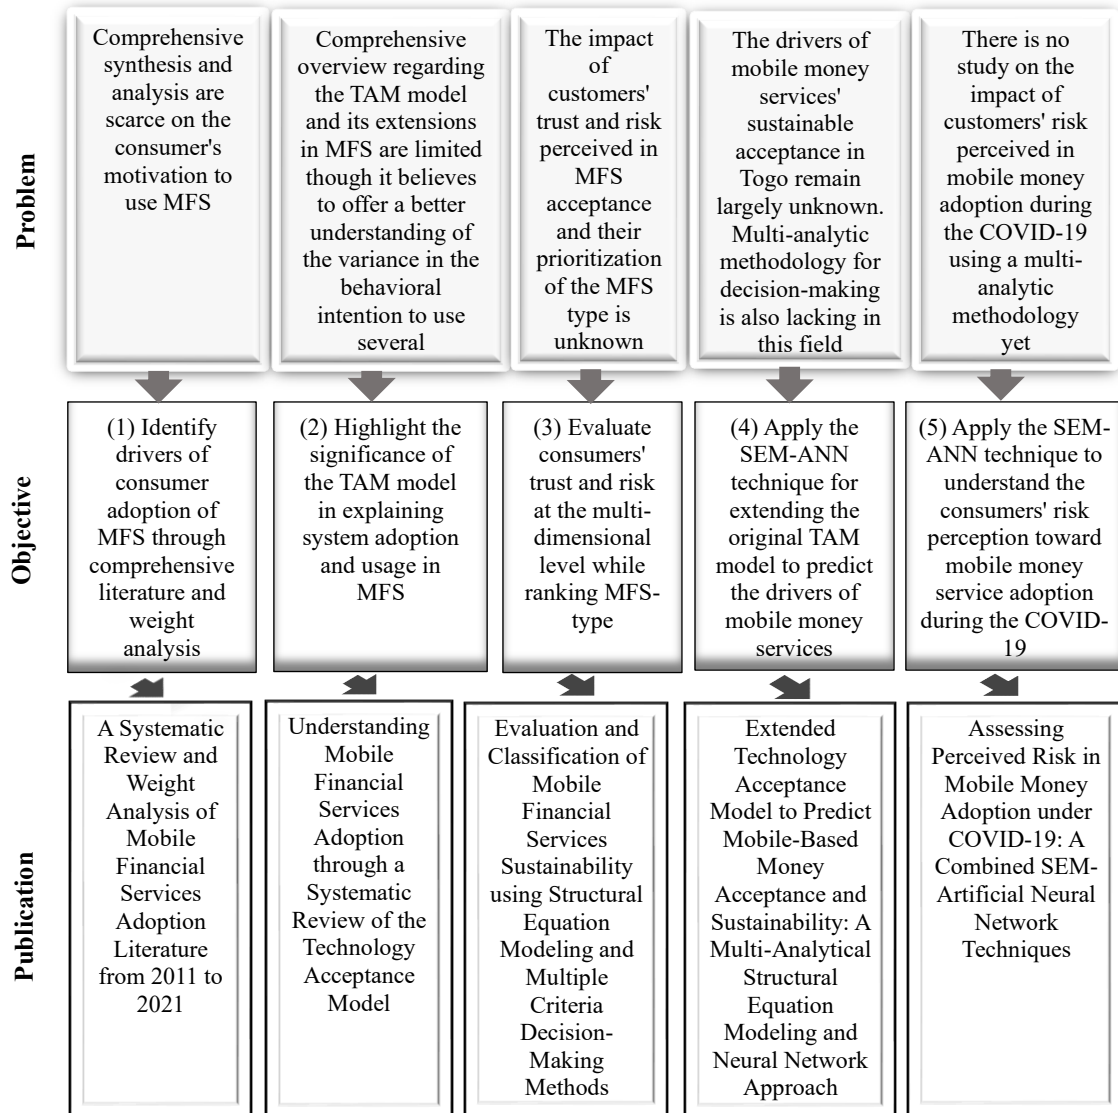 Problem
Comprehensive
synthesis and
analysis are
scarce on the
consumer's
motivation to
use MFS
Comprehensive
overview regarding
the TAM model
and its extensions
in MFS are limited
though it believes
to offer a better
understanding of
the variance in the
behavioral
intention to use
several
The impact
of
customers'
trust and risk
perceived in
MFS
acceptance
and their
prioritization
of the MFS
type is
unknown
The drivers of
mobile money
services'
sustainable
acceptance in
Togo remain
largely unknown.
Multi-analytic
methodology for
decision-making
is also lacking in
this field
There is no
study on the
impact of
customers' risk
perceived in
mobile money
adoption during
the COVID-19
using a multi-
analytic
methodology
yet
Objective
(1) Identify
drivers of
consumer
adoption of
MFS through
comprehensive
literature and
weight
analysis
(2) Highlight the
significance of
the TAM model
in explaining
system adoption
and usage in
MFS
(3) Evaluate
consumers'
trust and risk
at the multi-
dimensional
level while
ranking MFS-
type
(4) Apply the
SEM-ANN
technique for
extending the
original TAM
model to predict
the drivers of
mobile money
services
(5) Apply the SEM-
ANN technique to
understand the
consumers' risk
perception toward
mobile money
service adoption
during the COVID-
19
Publication
A Systematic
Review and
Weight
Analysis of
Mobile
Financial
Services
Adoption
Literature
from 2011 to
2021
Understanding
Mobile
Financial
Services
Adoption
through a
Systematic
Review of the
Technology
Acceptance
Model
Evaluation and
Classification of
Mobile
Financial
Services
Sustainability
using Structural
Equation
Modeling and
Multiple
Criteria
Decision-
Making
Methods
Extended
Technology
Acceptance
Model to Predict
Mobile-Based
Money
Acceptance and
Sustainability: A
Multi-Analytical
Structural
Equation
Modeling and
Neural Network
Approach
Assessing
Perceived Risk in
Mobile Money
Adoption under
COVID-19: A
Combined SEM-
Artificial Neural
Network
Techniques